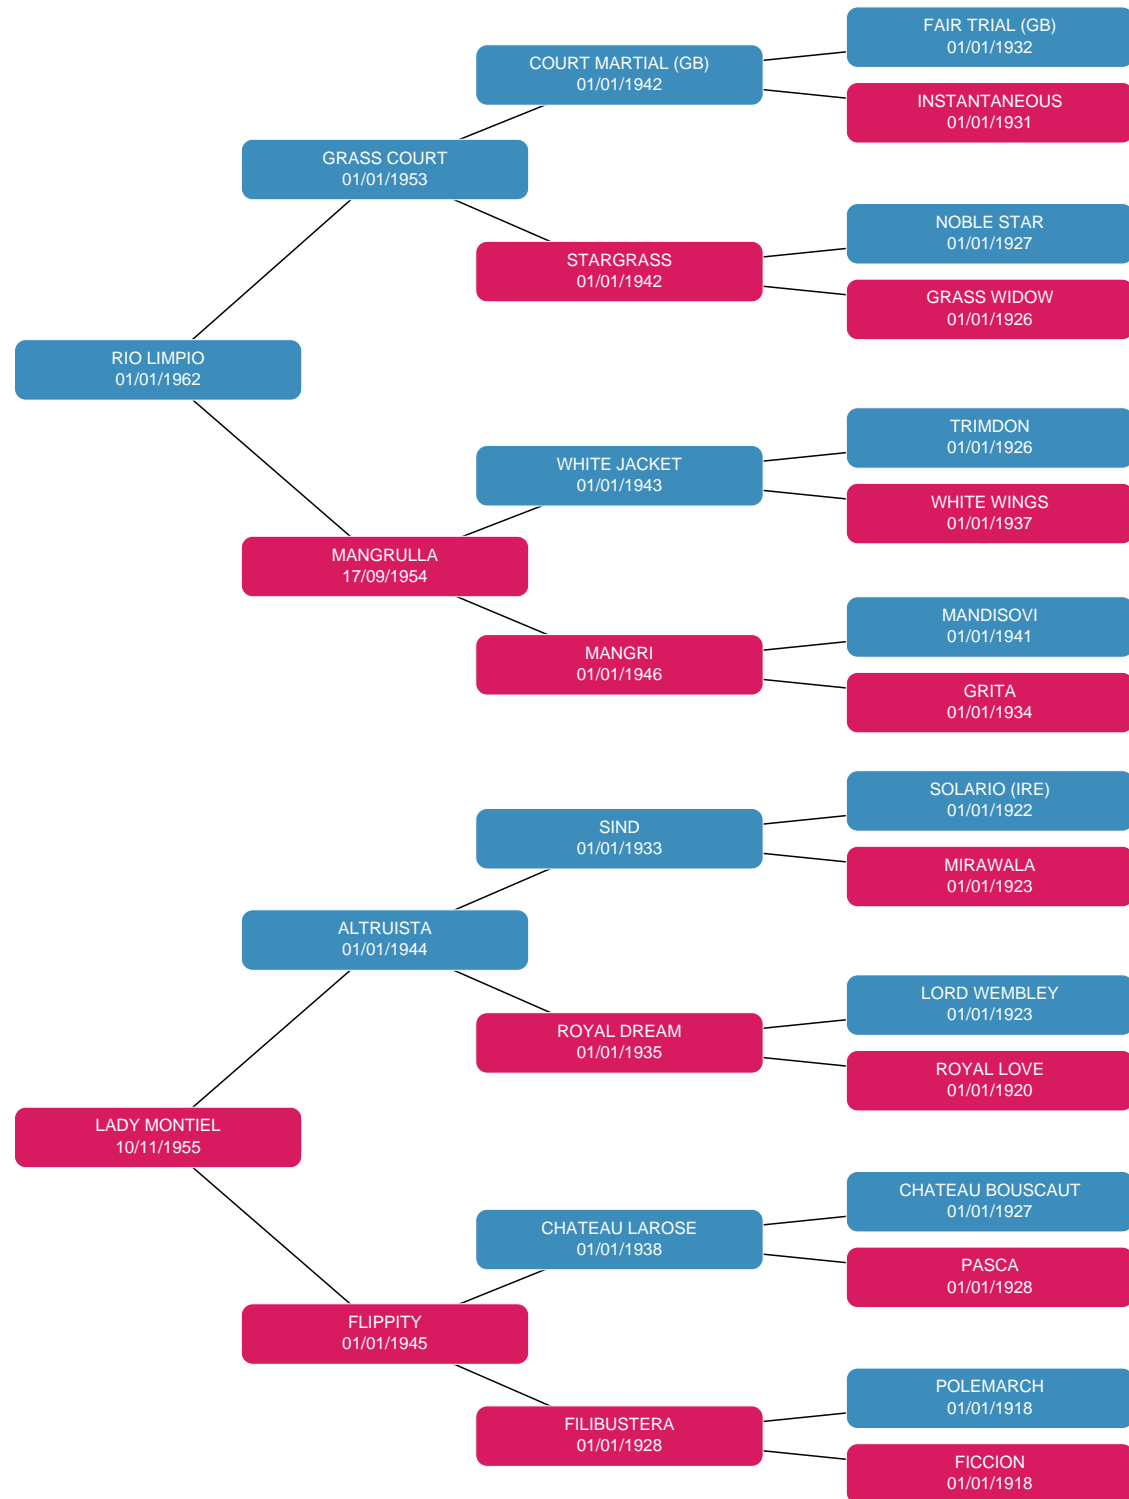 FAIR TRIAL (GB)
01/01/1932
COURT MARTIAL (GB)
01/01/1942
INSTANTANEOUS
01/01/1931
GRASS COURT
01/01/1953
NOBLE STAR
01/01/1927
STARGRASS
01/01/1942
GRASS WIDOW
01/01/1926
RIO LIMPIO
01/01/1962
TRIMDON
01/01/1926
WHITE JACKET
01/01/1943
WHITE WINGS
01/01/1937
MANGRULLA
17/09/1954
MANDISOVI
01/01/1941
MANGRI
01/01/1946
GRITA
01/01/1934
SOLARIO (IRE)
01/01/1922
SIND
01/01/1933
MIRAWALA
01/01/1923
ALTRUISTA
01/01/1944
LORD WEMBLEY
01/01/1923
ROYAL DREAM
01/01/1935
ROYAL LOVE
01/01/1920
LADY MONTIEL
10/11/1955
CHATEAU BOUSCAUT
01/01/1927
CHATEAU LAROSE
01/01/1938
PASCA
01/01/1928
FLIPPITY
01/01/1945
POLEMARCH
01/01/1918
FILIBUSTERA
01/01/1928
FICCION
01/01/1918